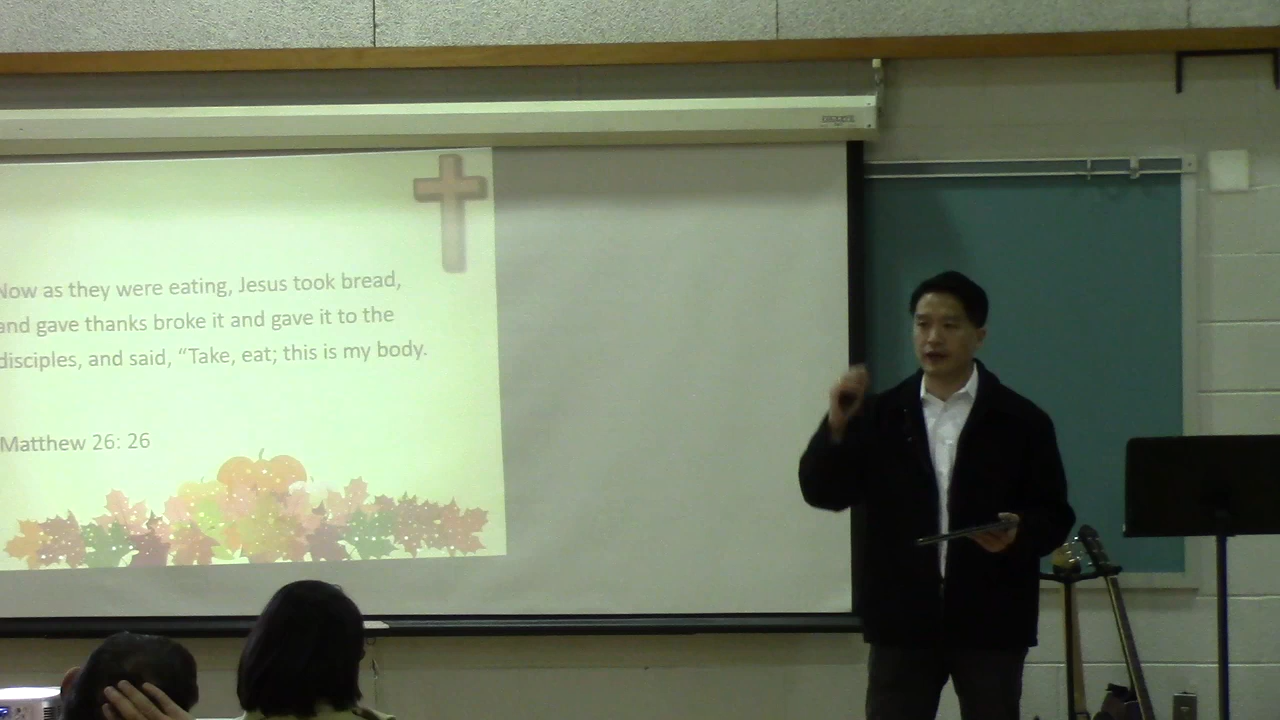 Now as they were eating, Jesus took bread,
and gave thanks broke it and gave it to the
disciples, and said, “Take, eat; this is my body.
Matthew 26: 26